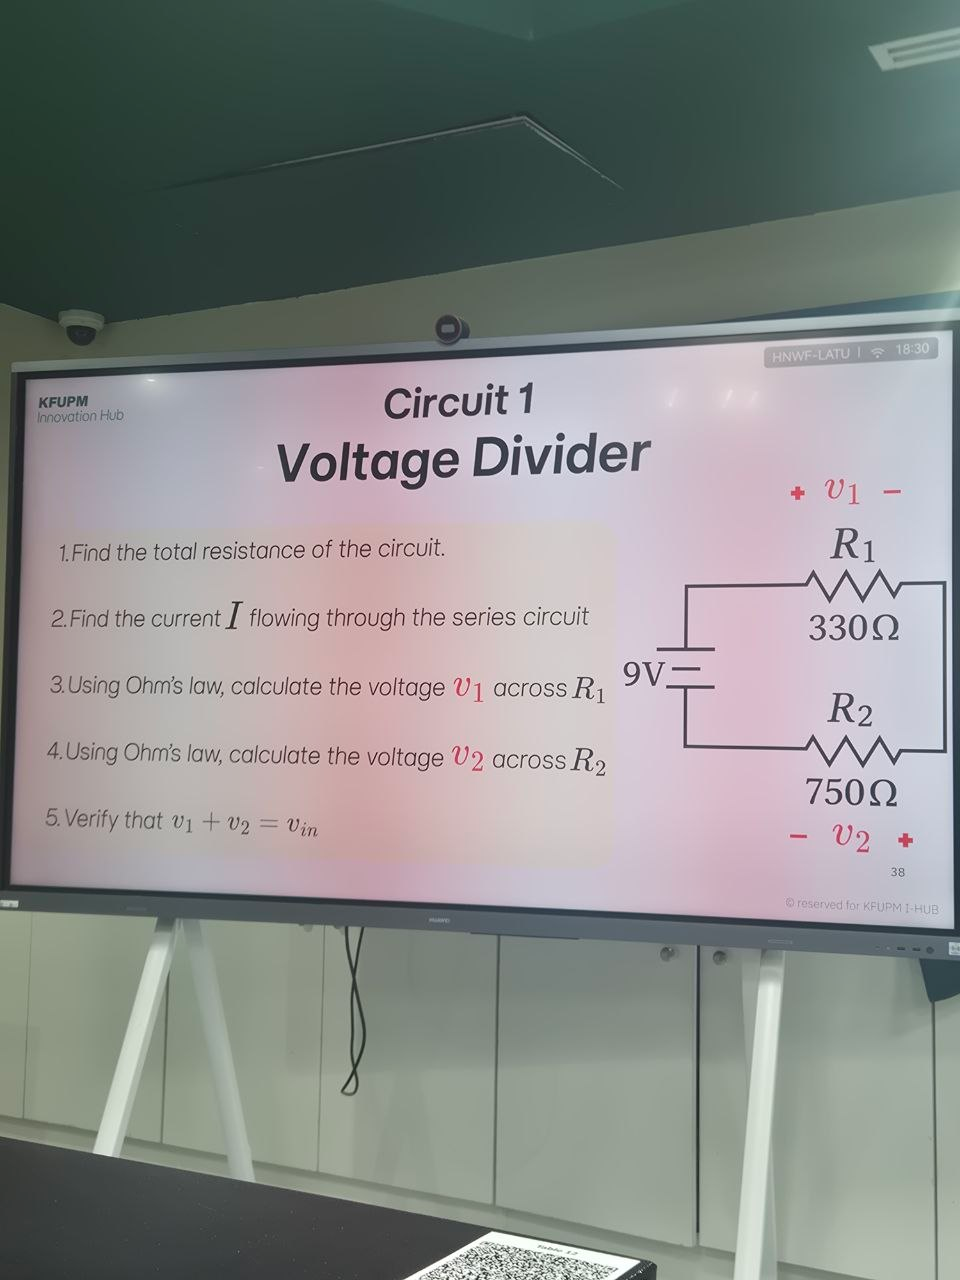 HNWF-LATU | 18:30
KFUPM
Innovation Hub
Circuit 1
Voltage Divider
1.Find the total resistance of the circuit.
2.Find the current I flowing through the series circuit
3.Using Ohm's law, calculate the voltage v1 across R1
4.Using Ohm's law, calculate the voltage v2 across R2
5.Verify that v1 + v2 = vin
+ v1 −
R1
330Ω
9V
R2
750Ω
− v2 +
38
© reserved for KFUPM I-HUB
HUAWEI
Table 12